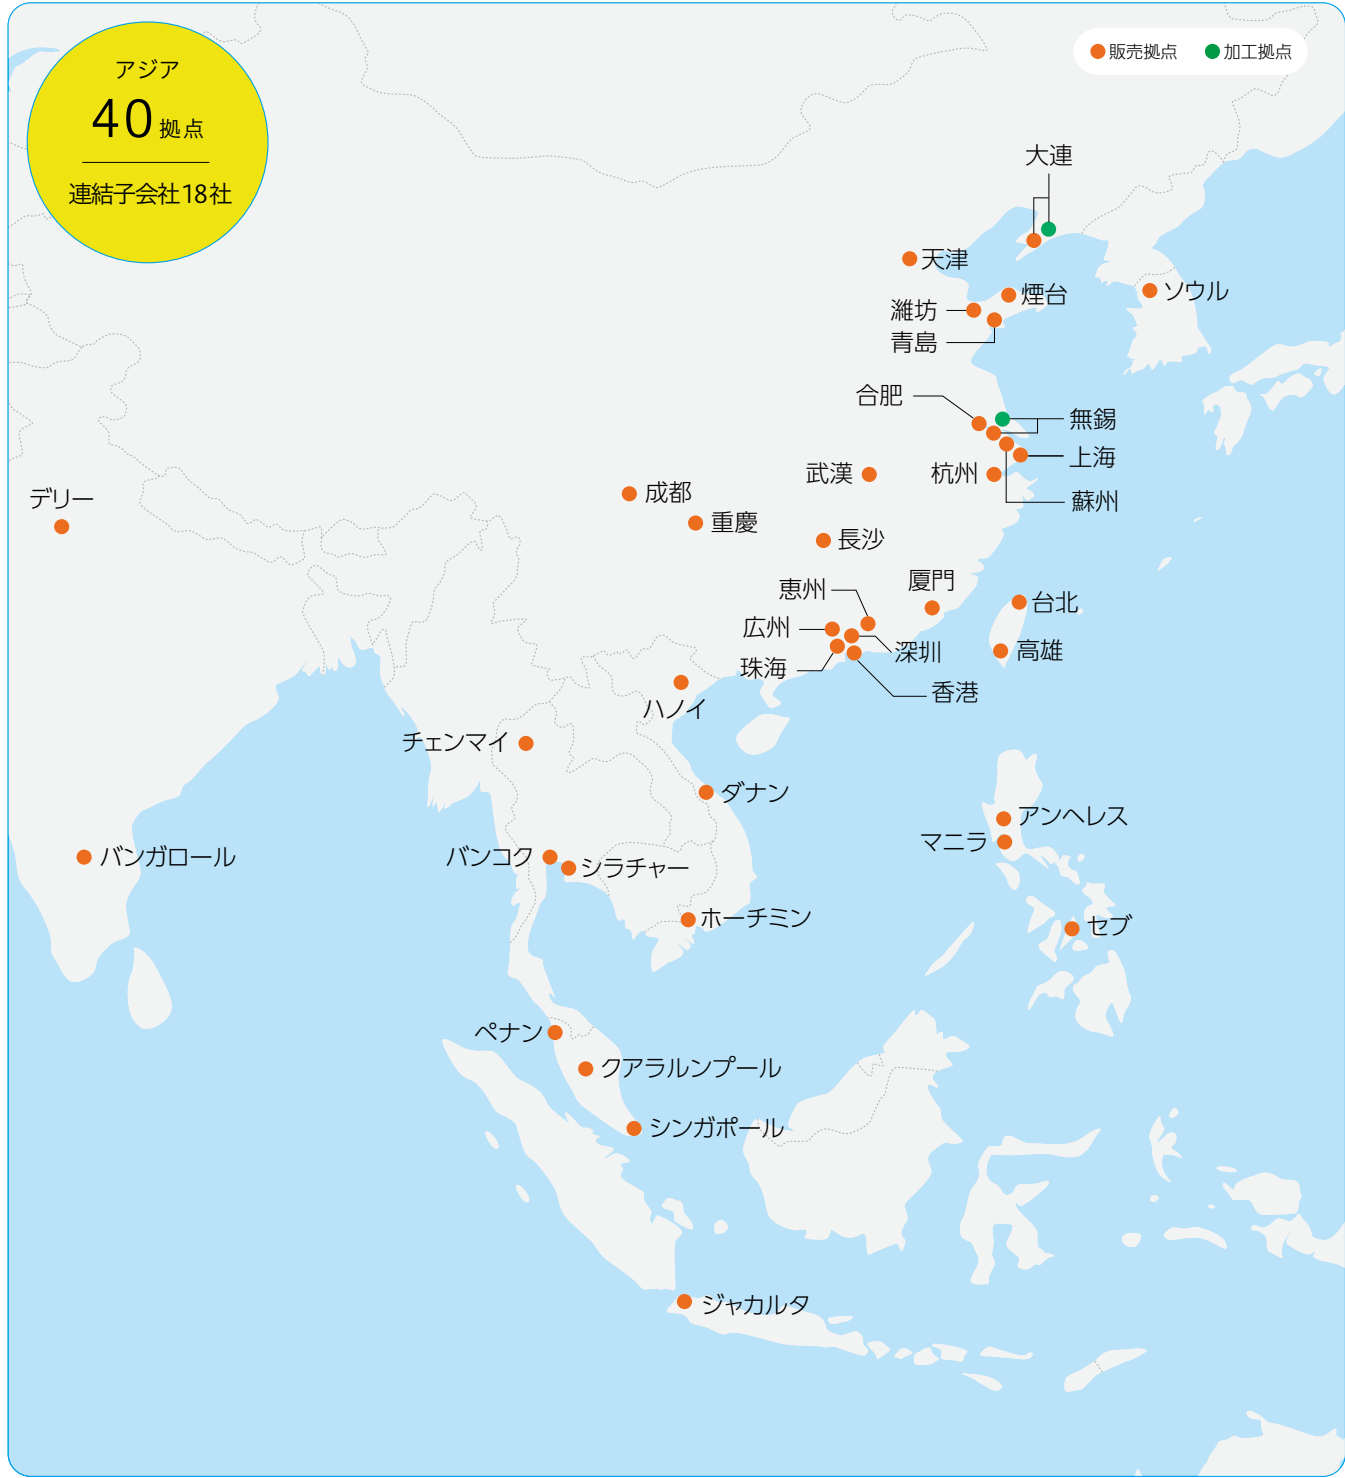 アジア
40拠点
連結子会社18社
販売拠点
加工拠点
大連
天津
煙台
ソウル
濰坊
青島
合肥
無錫
上海
武漢
杭州
蘇州
成都
重慶
長沙
デリー
恵州
厦門
台北
広州
深圳
高雄
珠海
香港
ハノイ
チェンマイ
ダナン
アンヘレス
マニラ
バンガロール
バンコク
シラチャー
ホーチミン
セブ
ペナン
クアラルンプール
シンガポール
ジャカルタ